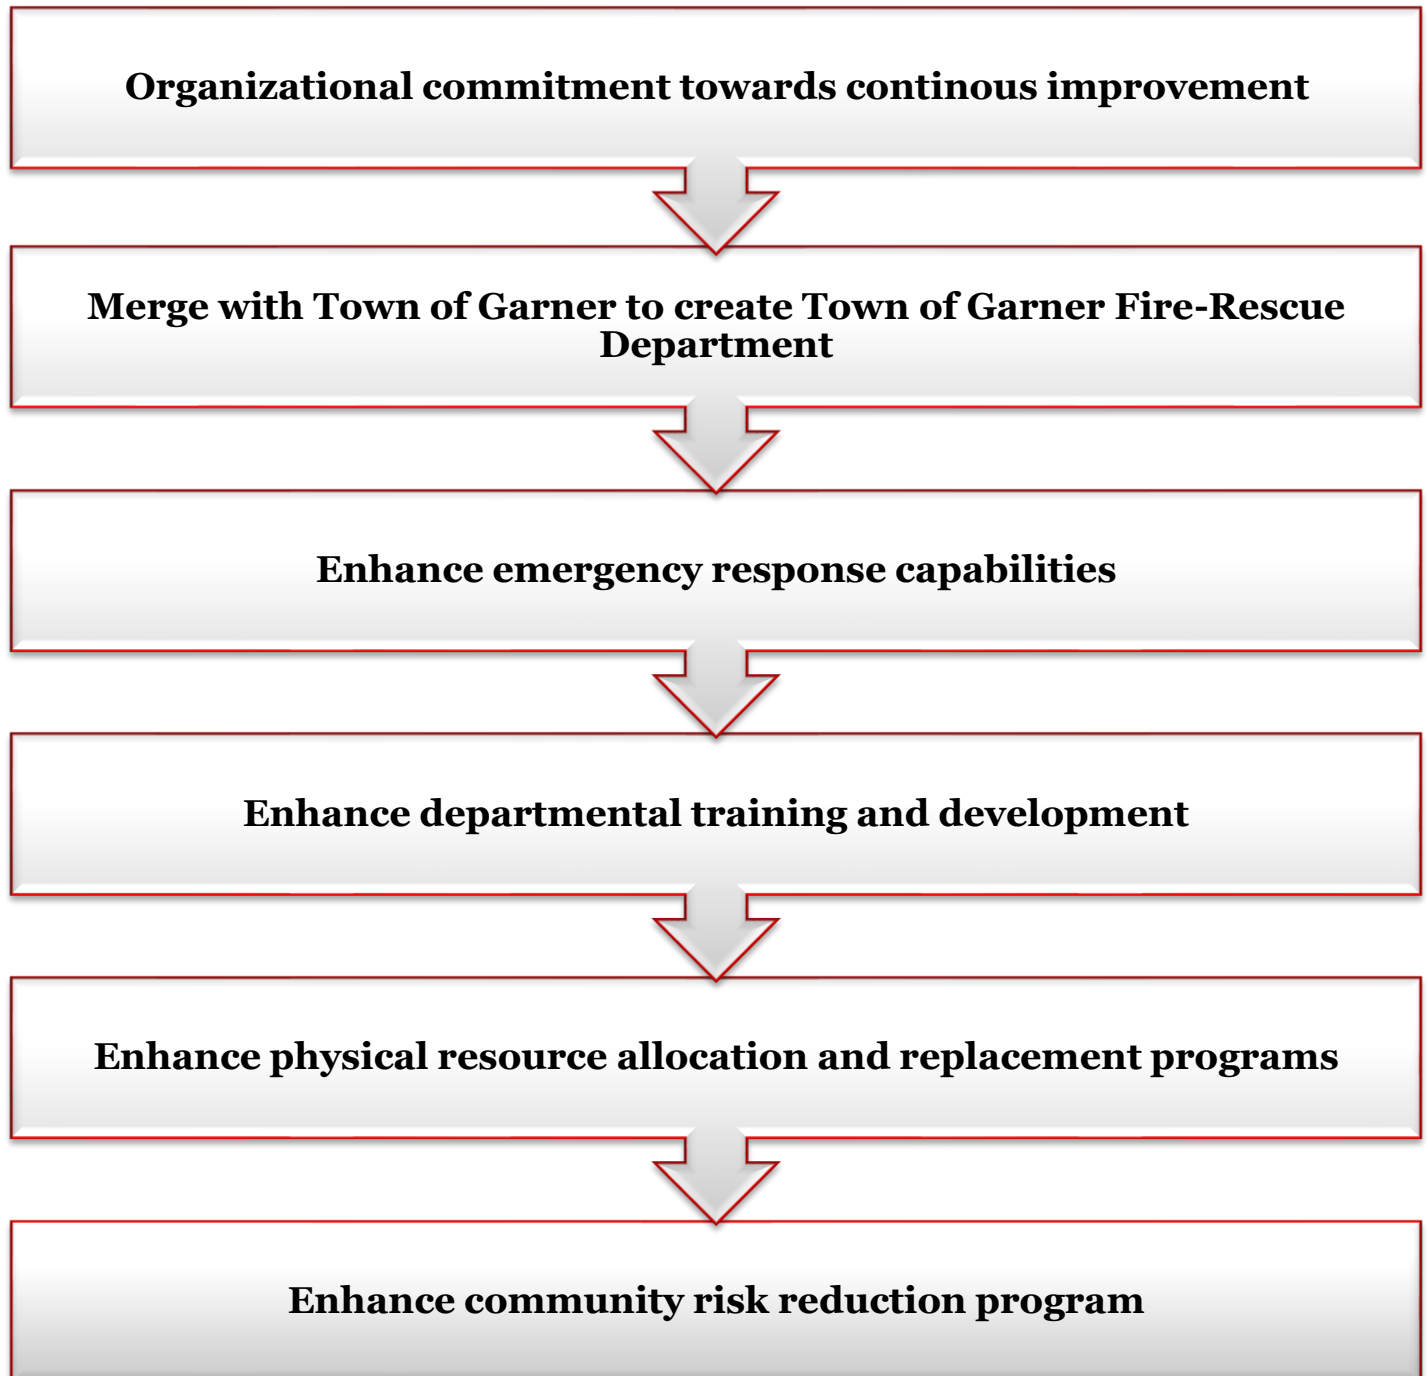 Organizational commitment towards continous improvement
Merge with Town of Garner to create Town of Garner Fire-Rescue
Department
Enhance emergency response capabilities
Enhance departmental training and development
Enhance physical resource allocation and replacement programs
Enhance community risk reduction program